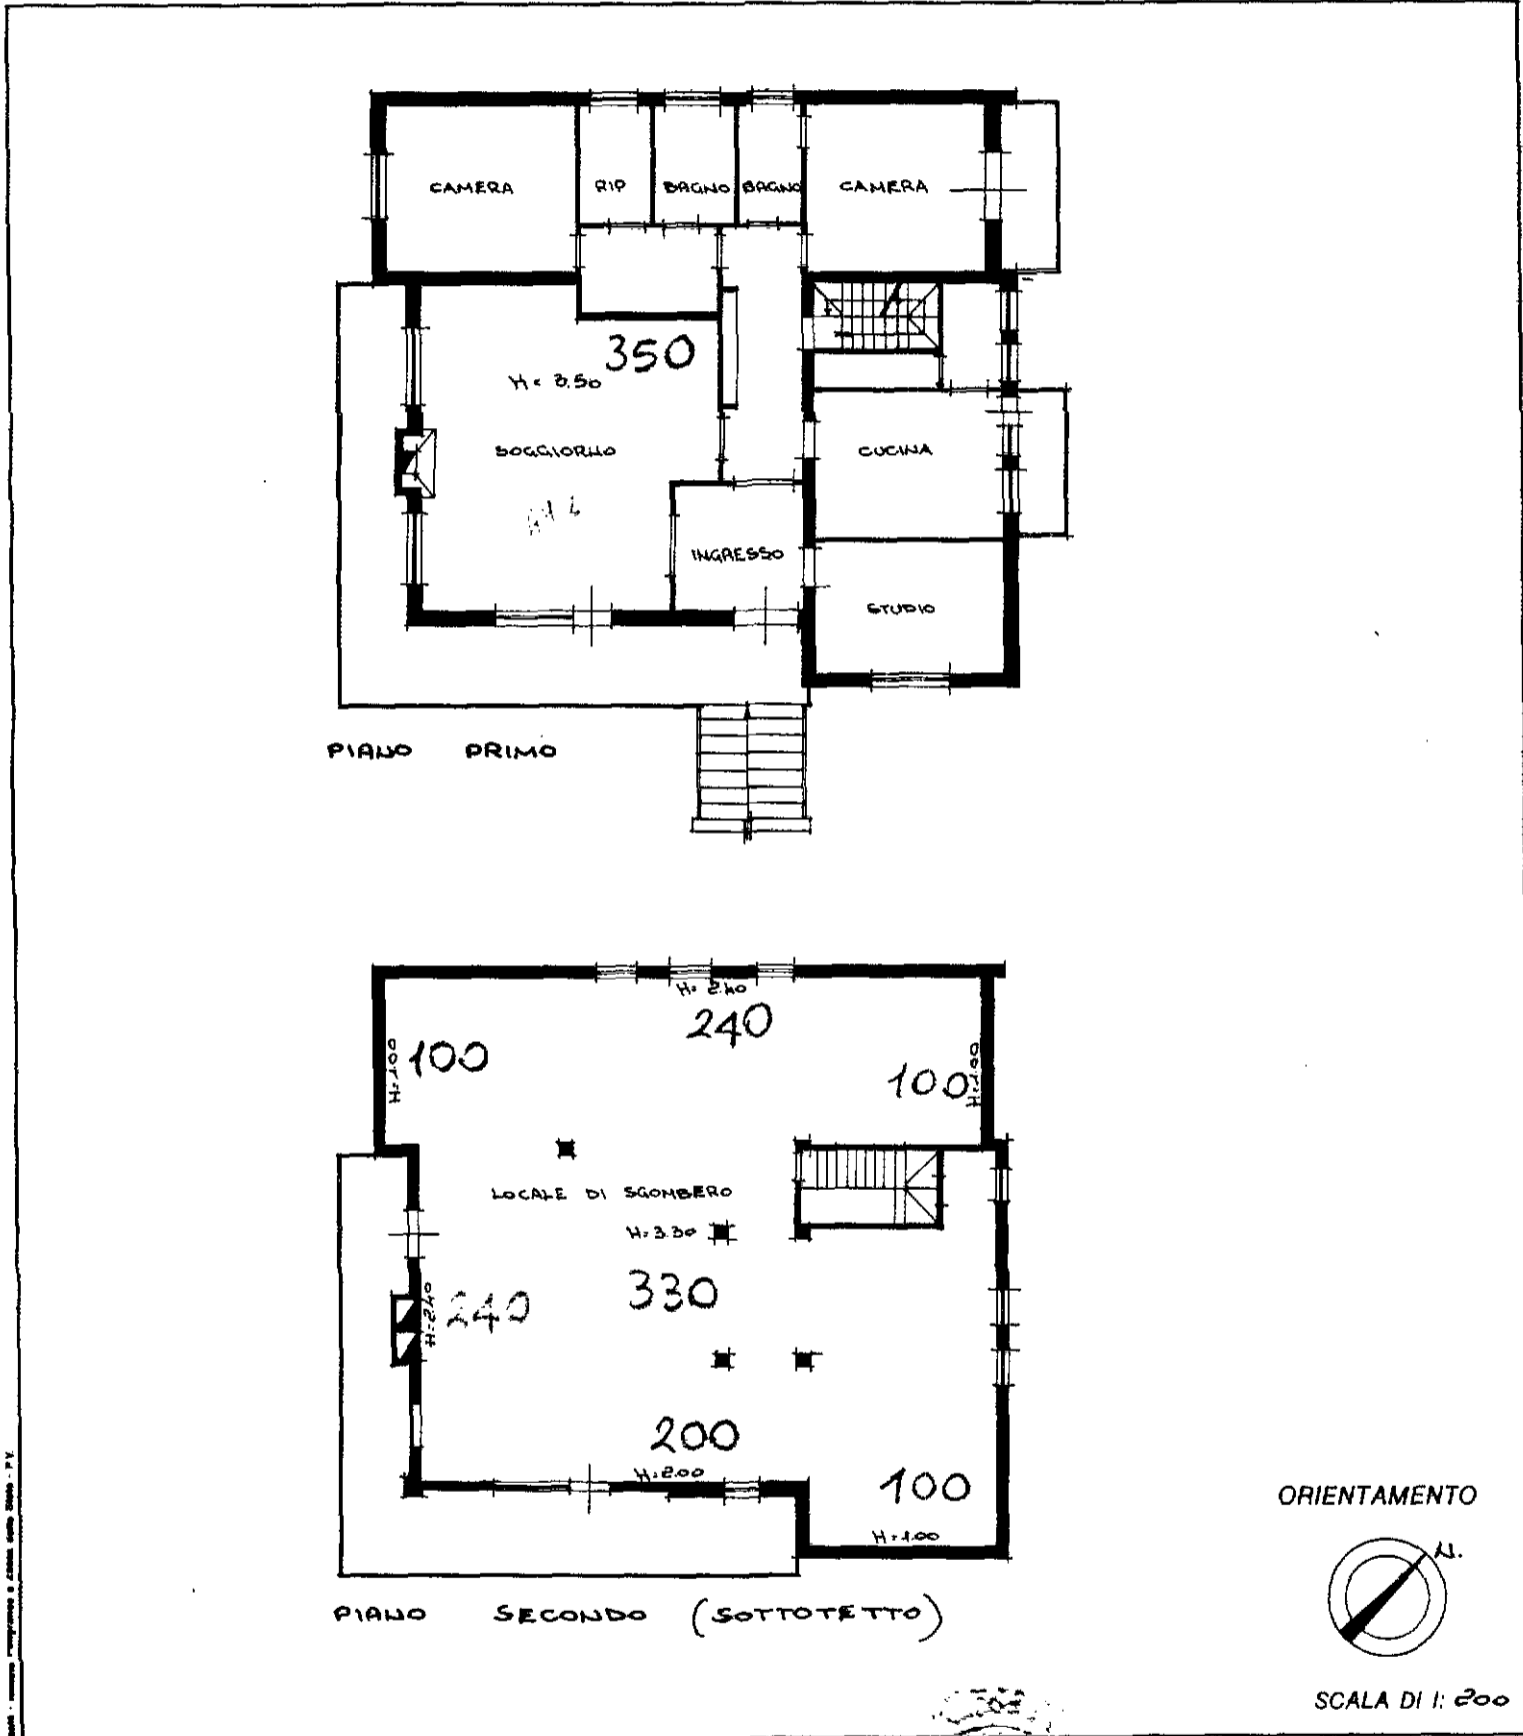 CAMERA RIP BAGNO BAGNO CAMERA
350
H= 3.50
SOGGIORNO CUCINA
INGRESSO
STUDIO
PIANO PRIMO
H= 2.40
240
H=1.00 100
100 H=1.00
LOCALE DI SGOMBERO
H=3.30
330
H=2.40 240
200
H=2.00
100
H=1.00
PIANO SECONDO (SOTTOTETTO)
ORIENTAMENTO
N.
SCALA DI 1: 200